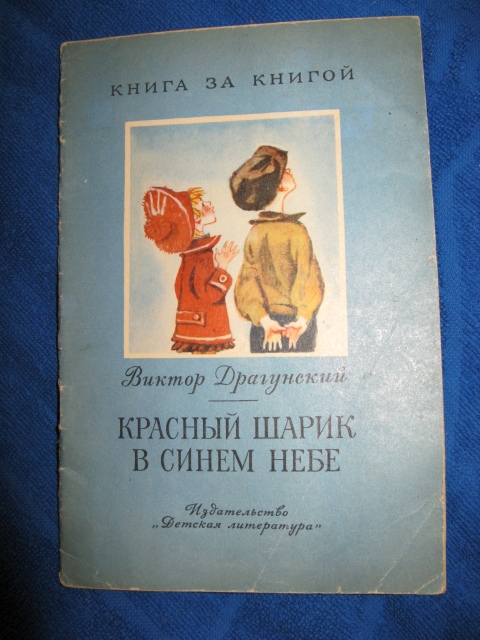 КНИГА ЗА КНИГОЙ
Виктор Драгунский
КРАСНЫЙ ШАРИК
В СИНЕМ НЕБЕ
Издательство
„Детская литература"